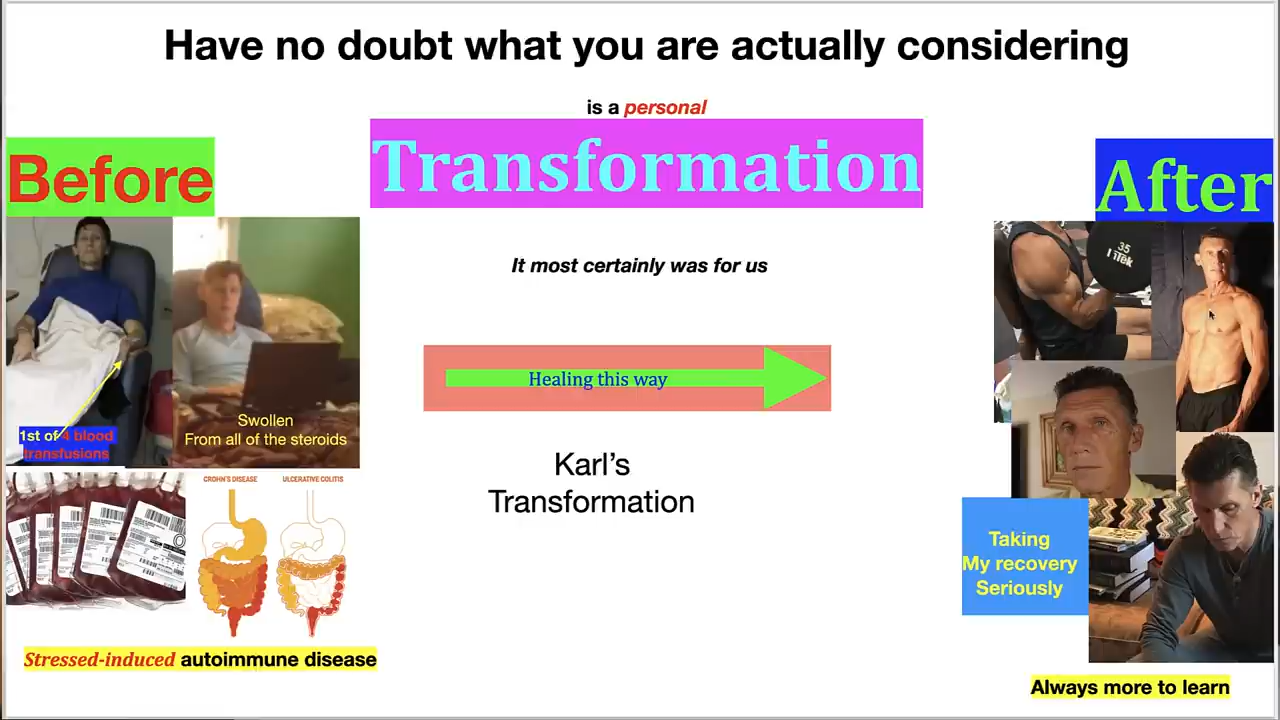 Have no doubt what you are actually considering
is a personal
Transformation
Before
After
It most certainly was for us
35
Healing this way
Swollen
From all of the steroids
1st of 4 blood
transfusions
Karl's
Transformation
CROHN'S DISEASE
ULCERATIVE COLITIS
Taking
My recovery
Seriously
Stressed-induced autoimmune disease
Always more to learn